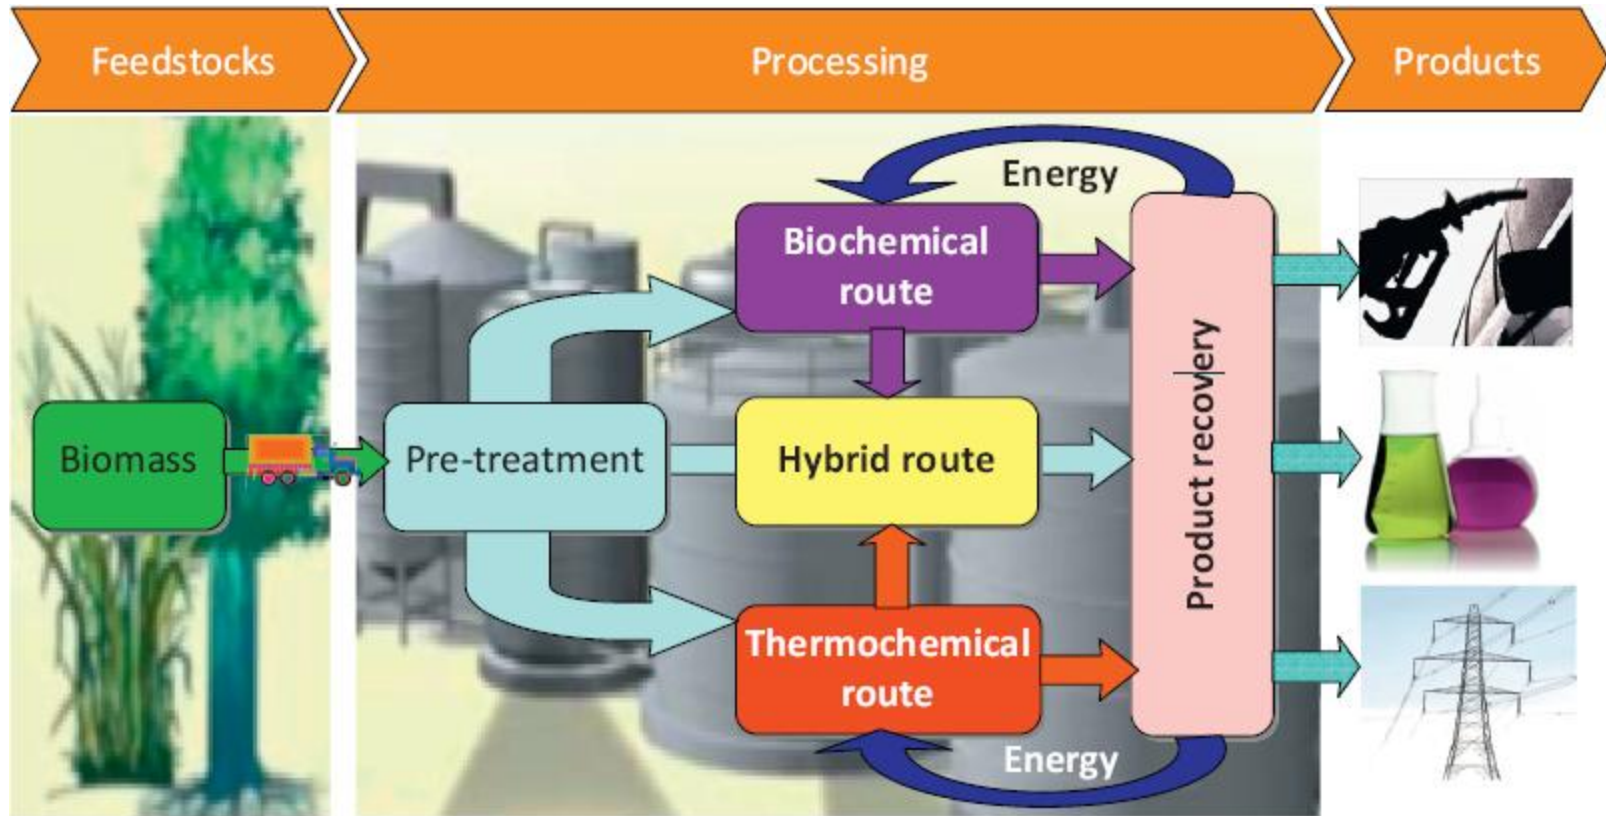 Feedstocks
Processing
Products
Energy
Biochemical
route
Biomass
Pre-treatment
Hybrid route
Product recovery
Thermochemical
route
Energy